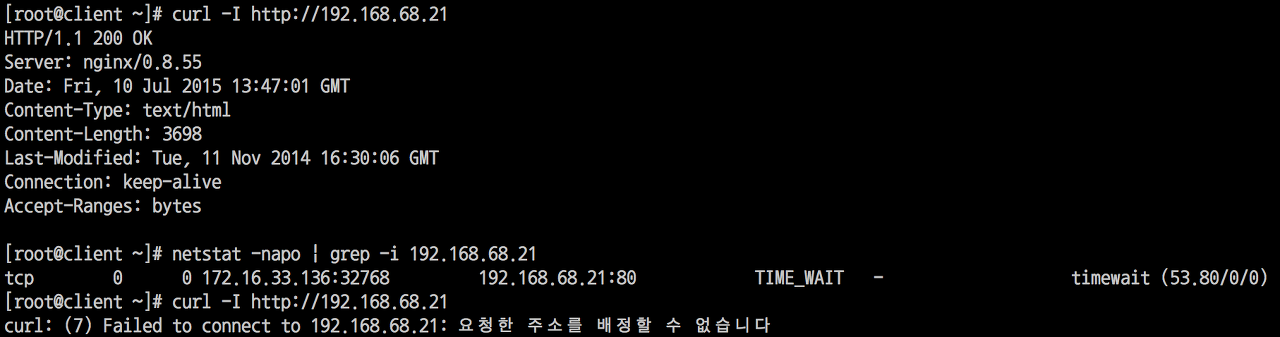 [root@client ~]# curl -I http://192.168.68.21
HTTP/1.1 200 OK
Server: nginx/0.8.55
Date: Fri, 10 Jul 2015 13:47:01 GMT
Content-Type: text/html
Content-Length: 3698
Last-Modified: Tue, 11 Nov 2014 16:30:06 GMT
Connection: keep-alive
Accept-Ranges: bytes
[root@client ~]# netstat -napo | grep -i 192.168.68.21
tcp        0      0 172.16.33.136:32768         192.168.68.21:80            TIME_WAIT   -                   timewait (53.80/0/0)
[root@client ~]# curl -I http://192.168.68.21
curl: (7) Failed to connect to 192.168.68.21: 요청한 주소를 배정할 수 없습니다